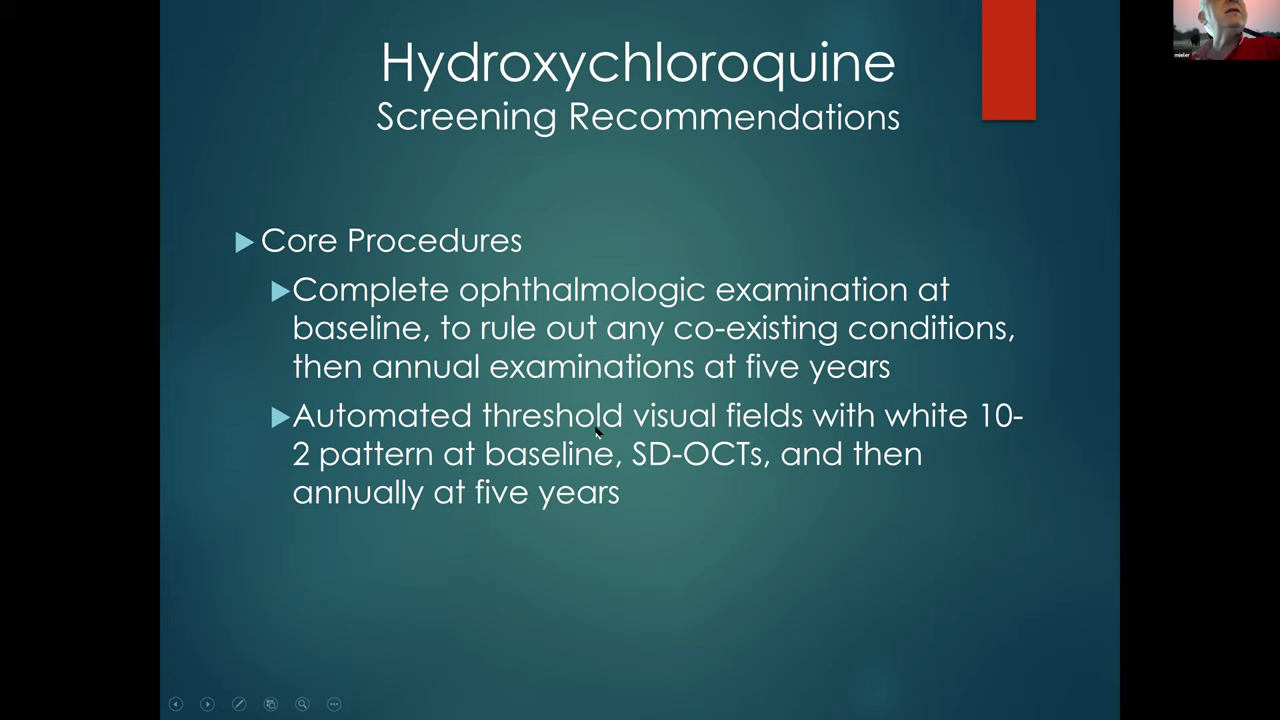 Hydroxychloroquine
Screening Recommendations
Core Procedures
Complete ophthalmologic examination at
baseline, to rule out any co-existing conditions,
then annual examinations at five years
Automated threshold visual fields with white 10-
2 pattern at baseline, SD-OCTs, and then
annually at five years
mieler